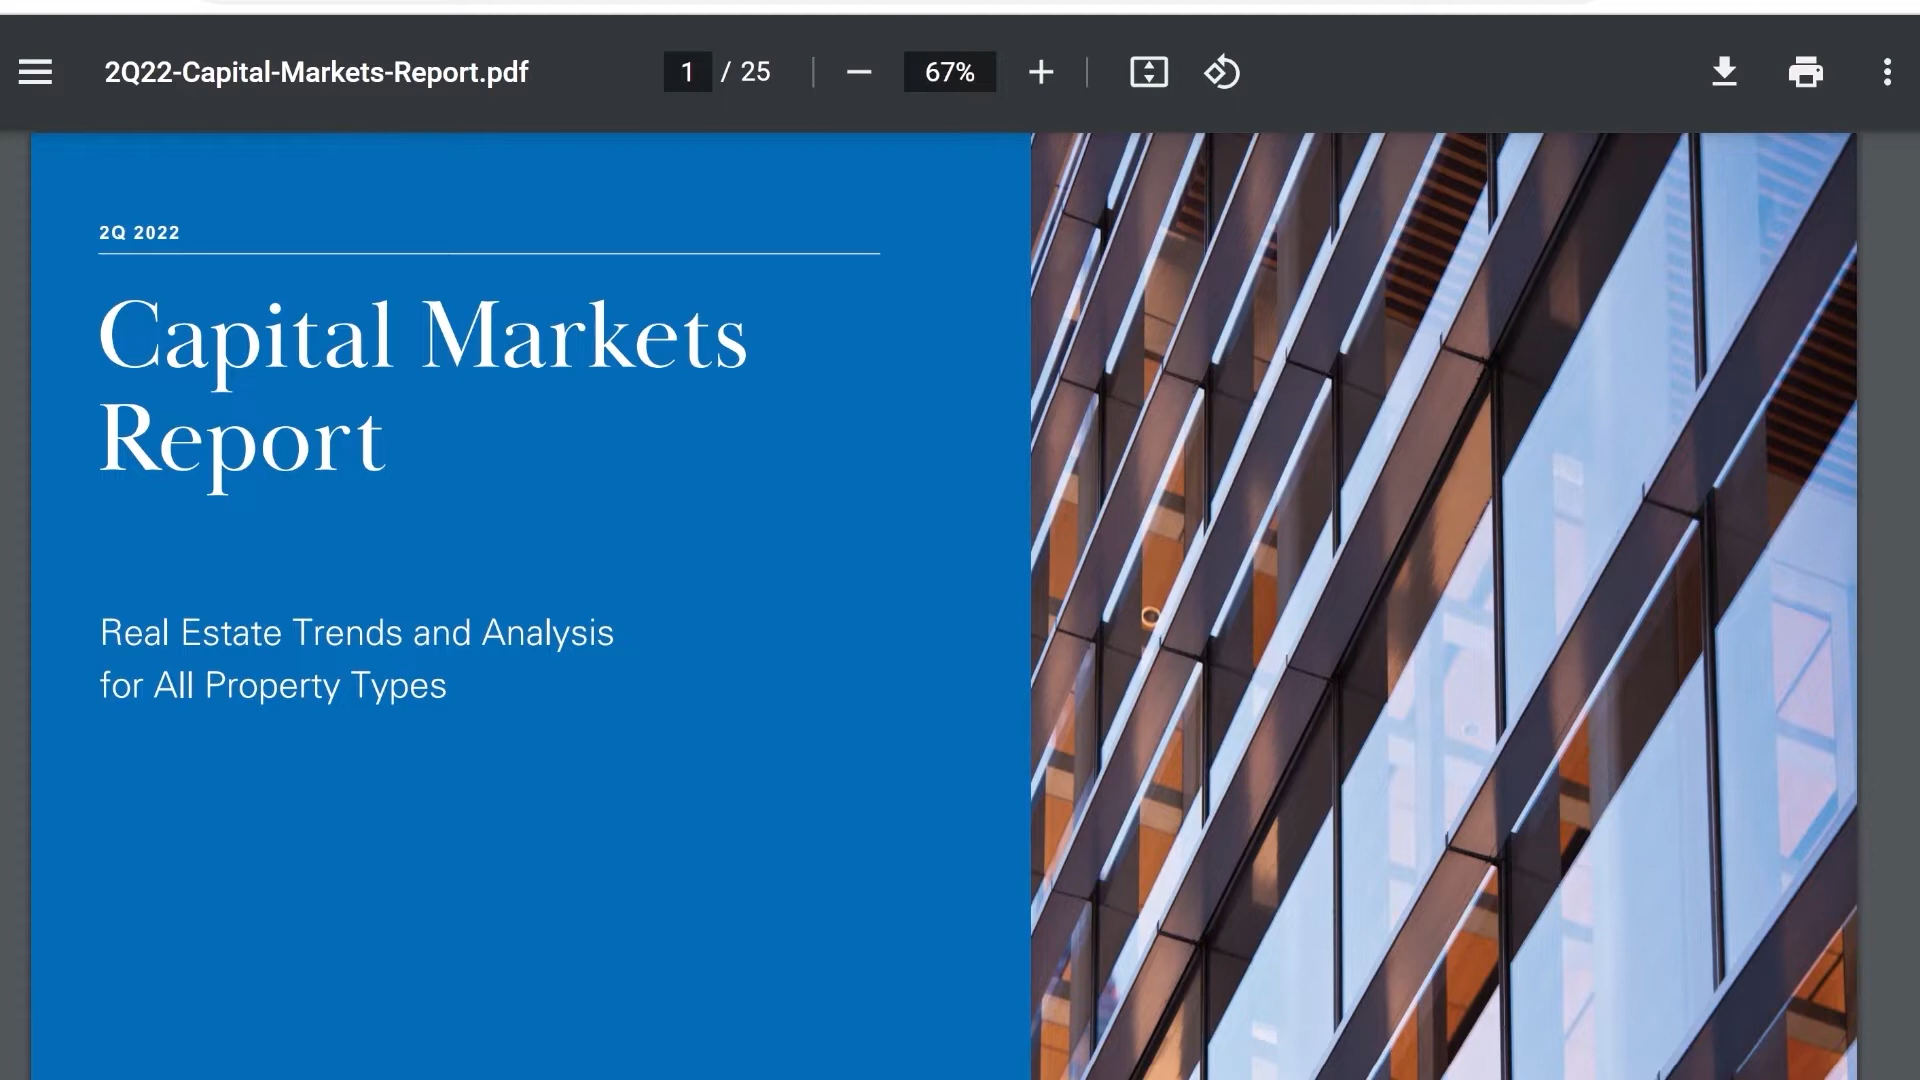 2Q22-Capital-Markets-Report.pdf 1 / 25 67%
2Q 2022
Capital Markets
Report
Real Estate Trends and Analysis
for All Property Types